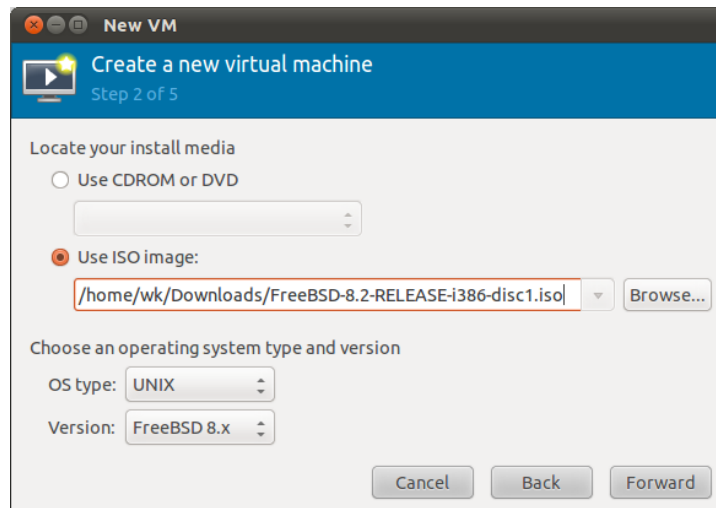 New VM
Create a new virtual machine
Step 2 of 5
Locate your install media
Use CDROM or DVD
Use ISO image:
/home/wk/Downloads/FreeBSD-8.2-RELEASE-i386-disc1.iso
Browse...
Choose an operating system type and version
OS type: UNIX
Version: FreeBSD 8.x
Cancel Back Forward